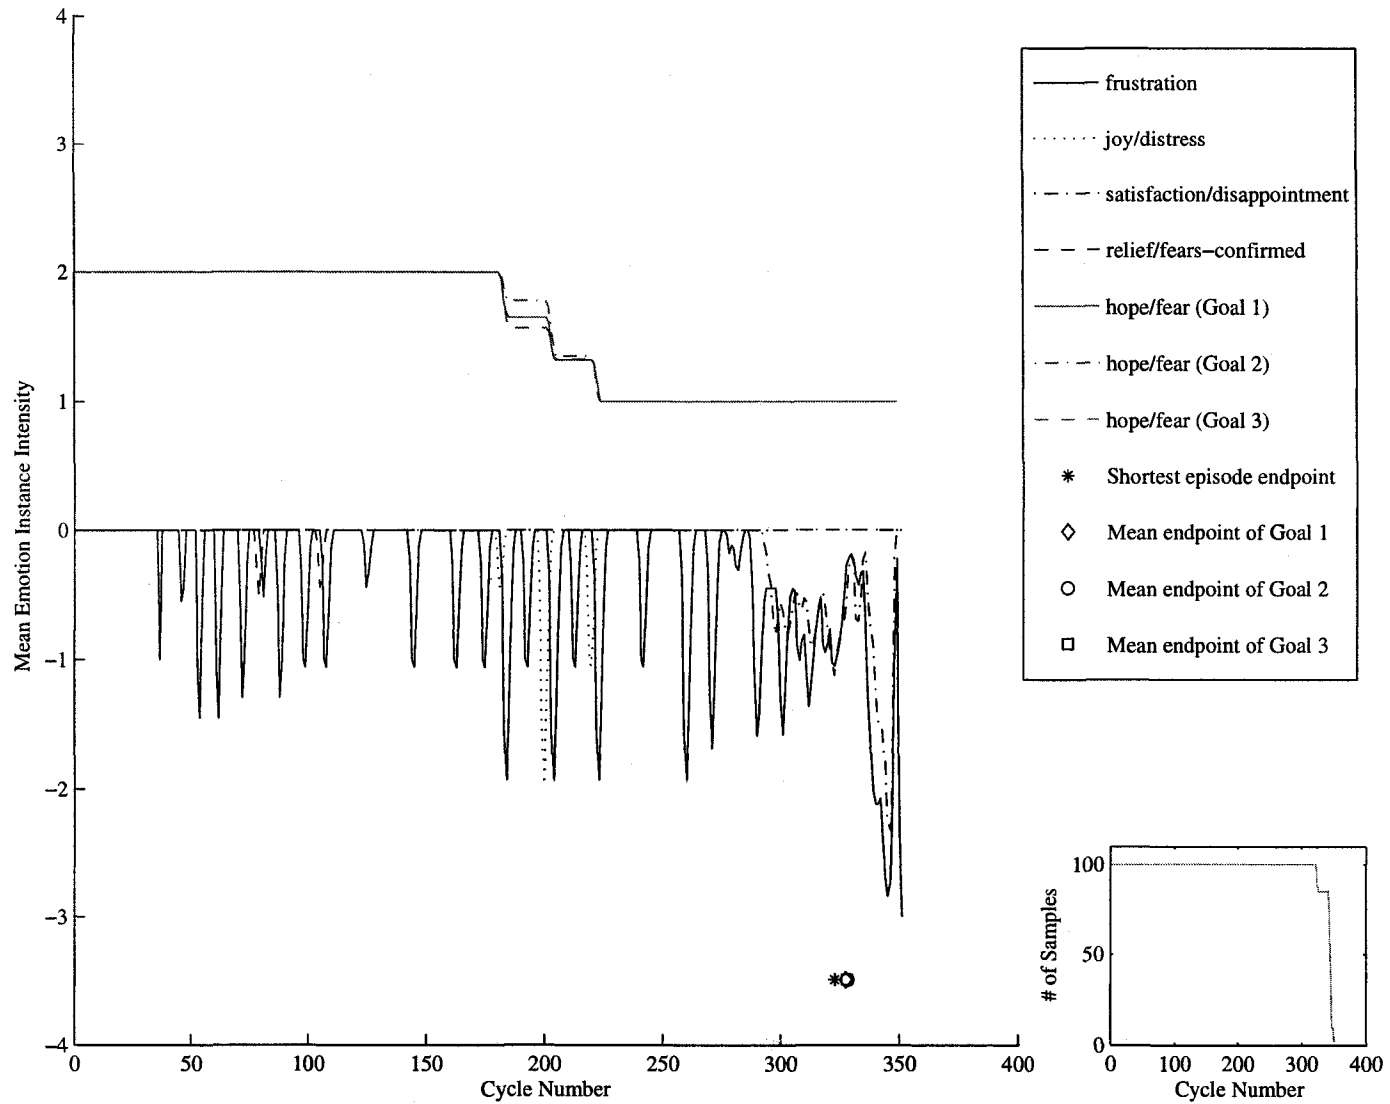 4
3
2
1
0
−1
−2
−3
−4
Mean Emotion Instance Intensity
0
50
100
150
200
250
300
350
400
Cycle Number
frustration
joy/distress
satisfaction/disappointment
relief/fears−confirmed
hope/fear (Goal 1)
hope/fear (Goal 2)
hope/fear (Goal 3)
Shortest episode endpoint
Mean endpoint of Goal 1
Mean endpoint of Goal 2
Mean endpoint of Goal 3
100
50
0
# of Samples
0
100
200
300
400
Cycle Number